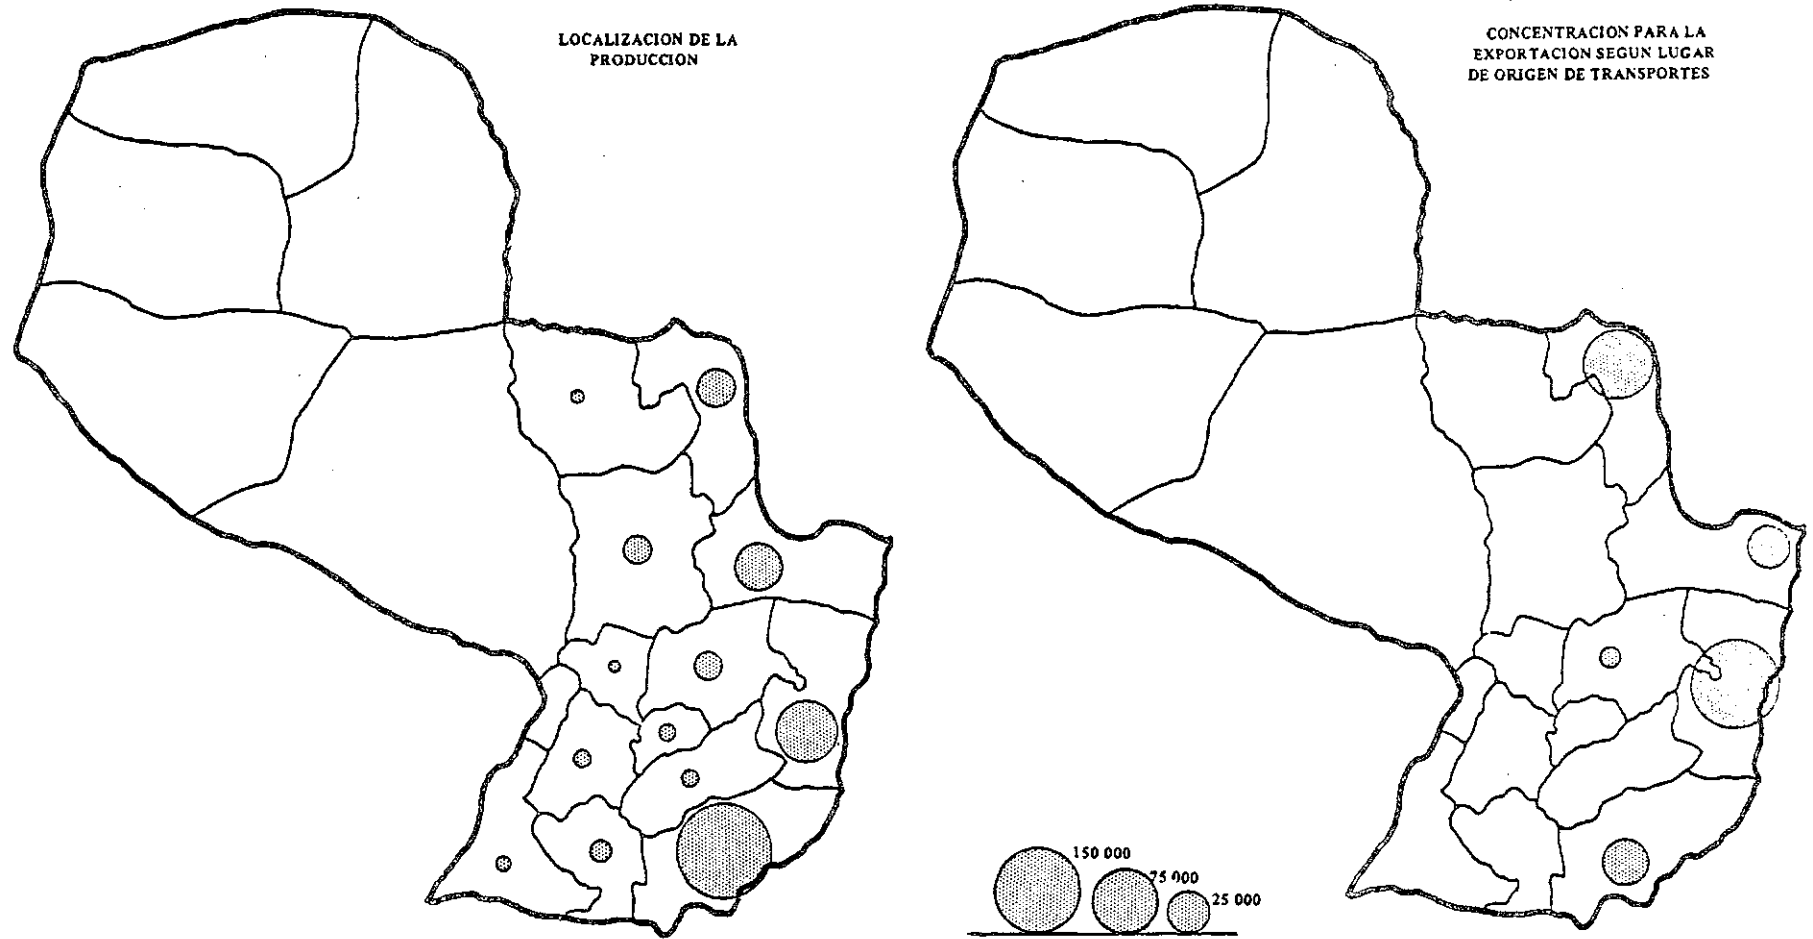 LOCALIZACION DE LA
PRODUCCION
CONCENTRACION PARA LA
EXPORTACION SEGUN LUGAR
DE ORIGEN DE TRANSPORTES
150 000
75 000
25 000